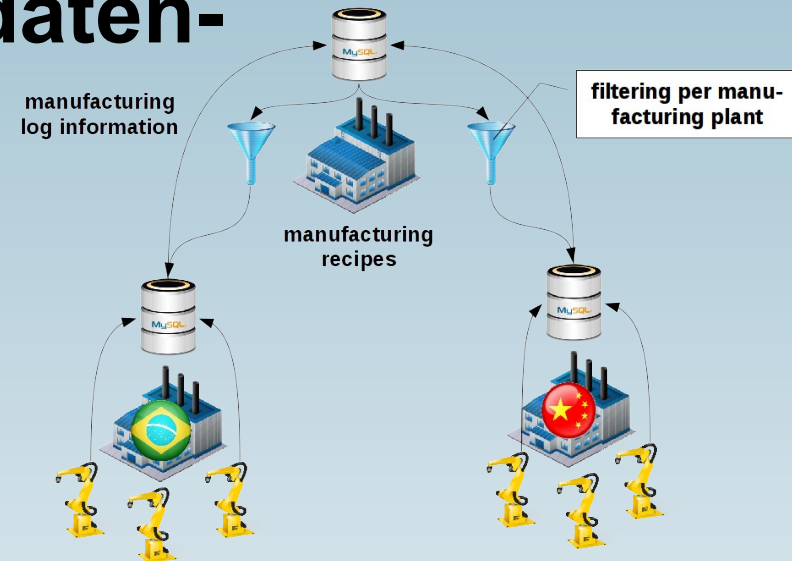 daten-
MySQL
manufacturing
log information
filtering per manu-
facturing plant
manufacturing
recipes
MySQL
MySQL